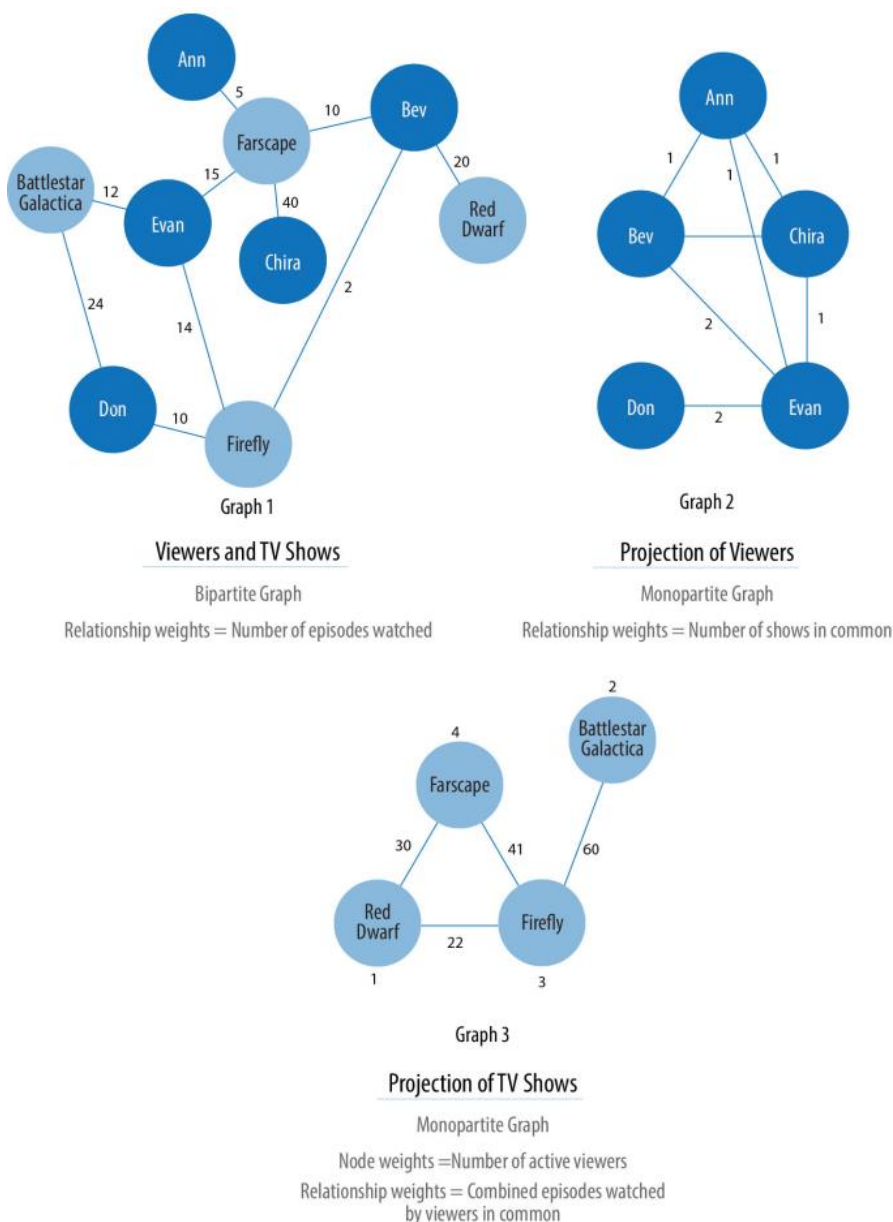 Ann
5
Farscape
10
Bev
20
Red
Dwarf
Battlestar
Galactica
12
15
40
Evan
Chira
2
24
14
Don
10
Firefly
Graph 1
Viewers and TV Shows
Bipartite Graph
Relationship weights = Number of episodes watched
Ann
1
1
1
Bev
Chira
2
1
Don
2
Evan
Graph 2
Projection of Viewers
Monopartite Graph
Relationship weights = Number of shows in common
2
Battlestar
Galactica
4
Farscape
30
41
60
Red
Dwarf
22
Firefly
1
3
Graph 3
Projection of TV Shows
Monopartite Graph
Node weights =Number of active viewers
Relationship weights = Combined episodes watched
by viewers in common